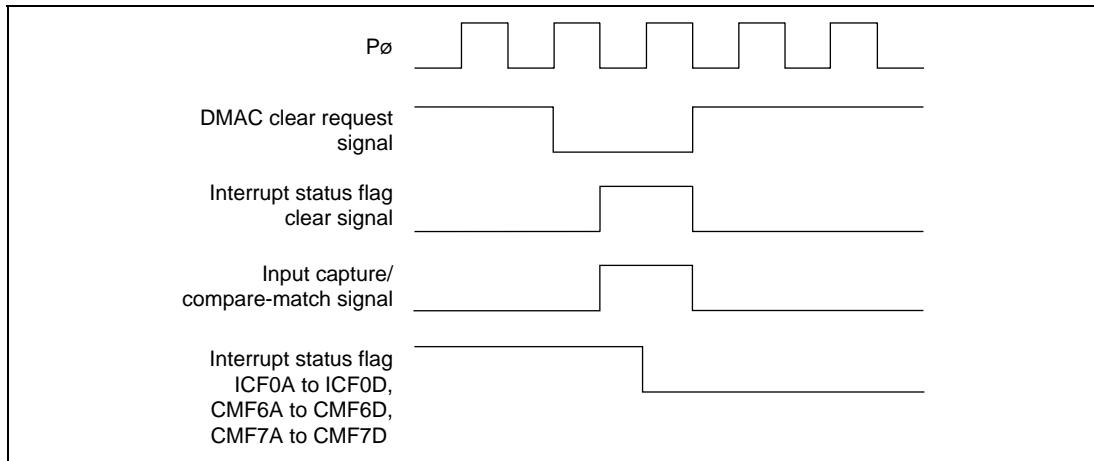 Pø
DMAC clear request
signal
Interrupt status flag
clear signal
Input capture/
compare-match signal
Interrupt status flag
ICF0A to ICF0D,
CMF6A to CMF6D,
CMF7A to CMF7D